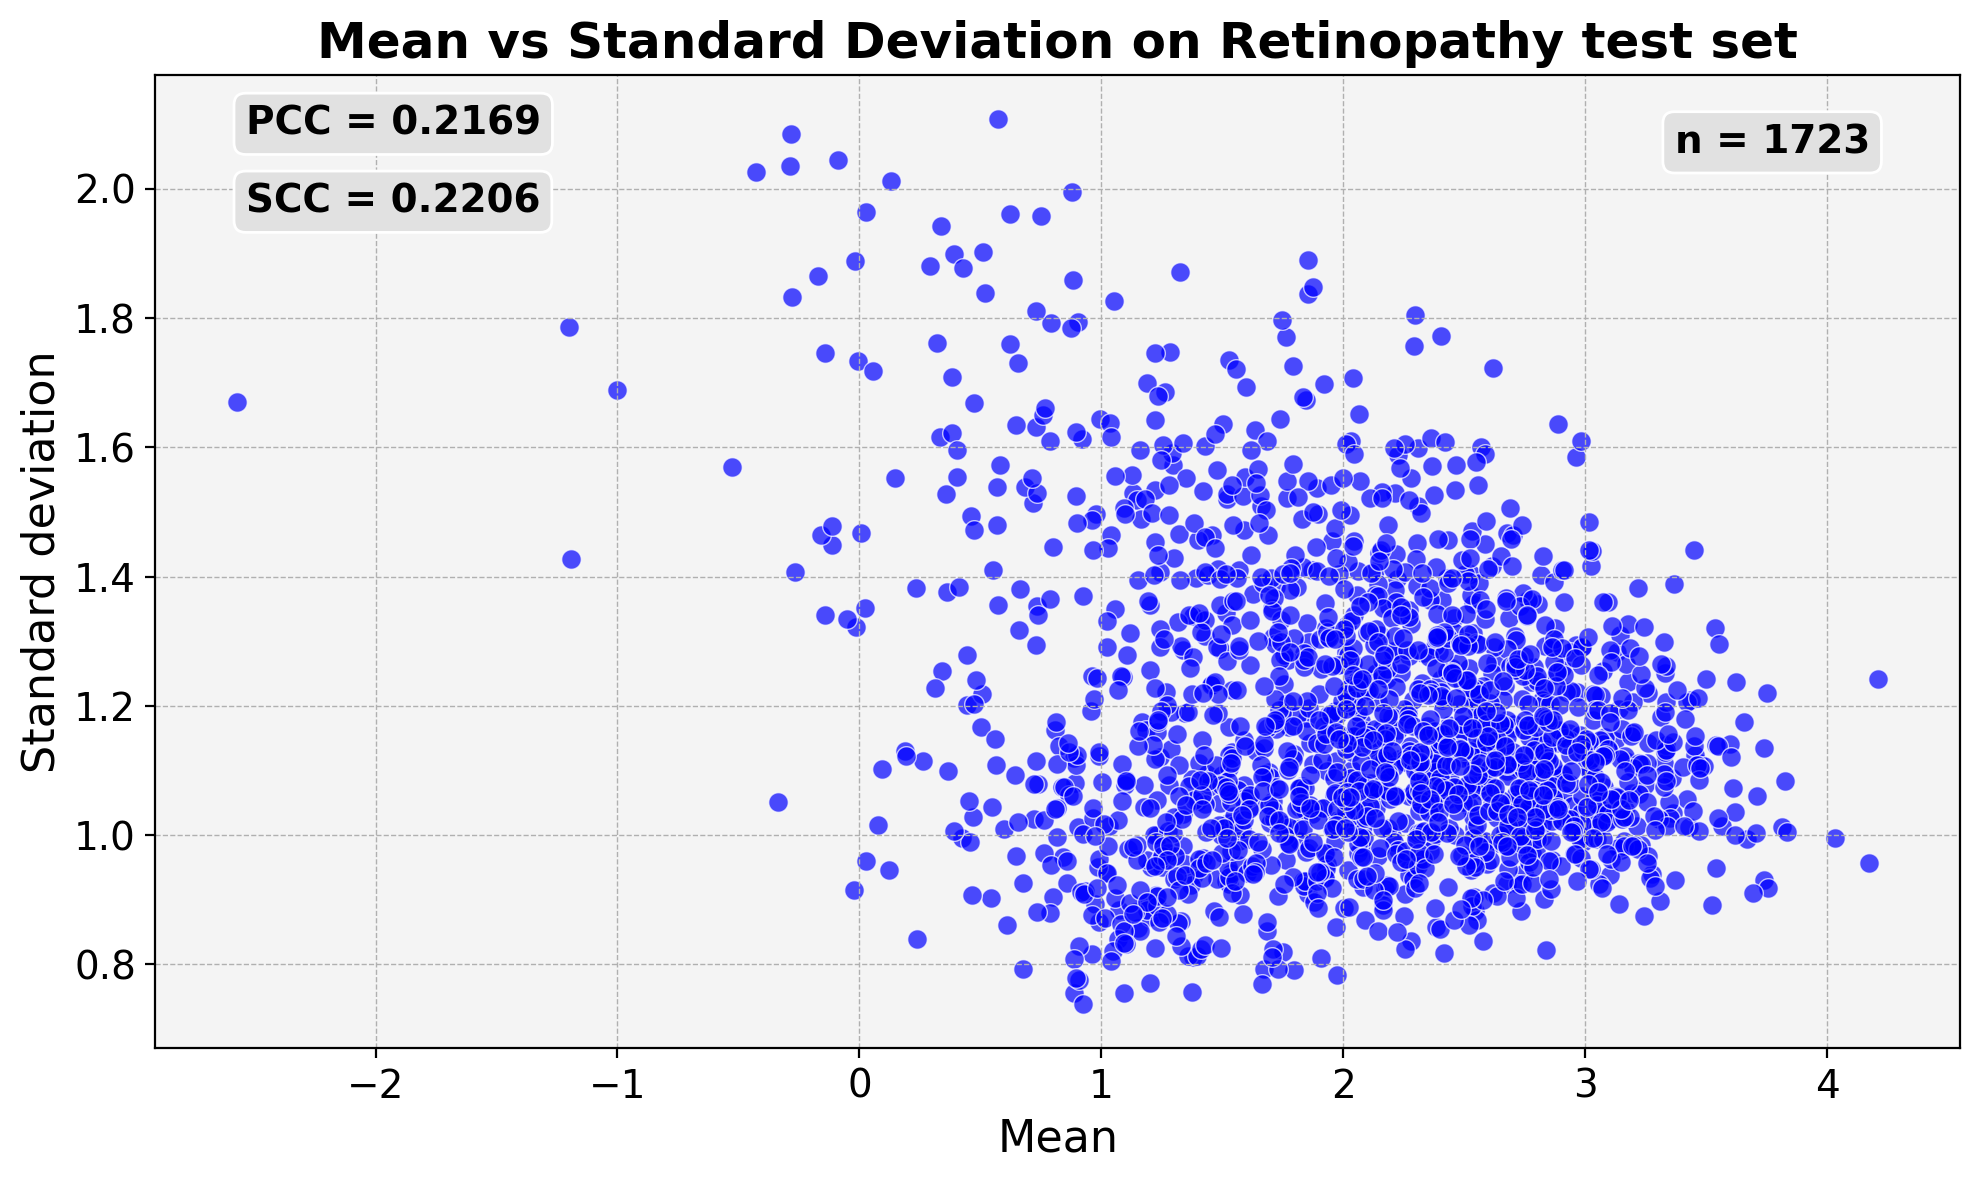 Mean vs Standard Deviation on Retinopathy test set
PCC = 0.2169
SCC = 0.2206
n = 1723
Standard deviation
2.0
1.8
1.6
1.4
1.2
1.0
0.8
−2
−1
0
1
2
3
4
Mean